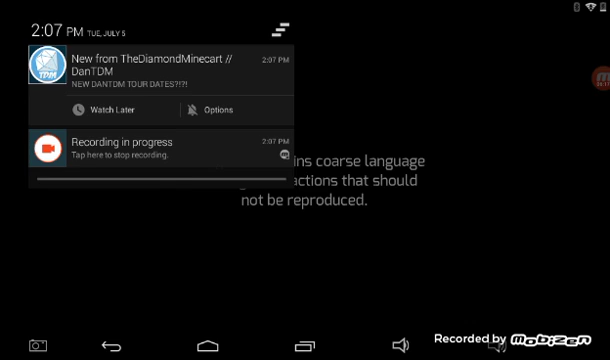 2:07 PM TUE, JULY 5
New from TheDiamondMinecart // DanTDM
2:07 PM
NEW DANTDM TOUR DATES?!?!
TDM
Watch Later
Options
Recording in progress
2:07 PM
Tap here to stop recording.
ins coarse language
actions that should
not be reproduced.
Recorded by mobizen